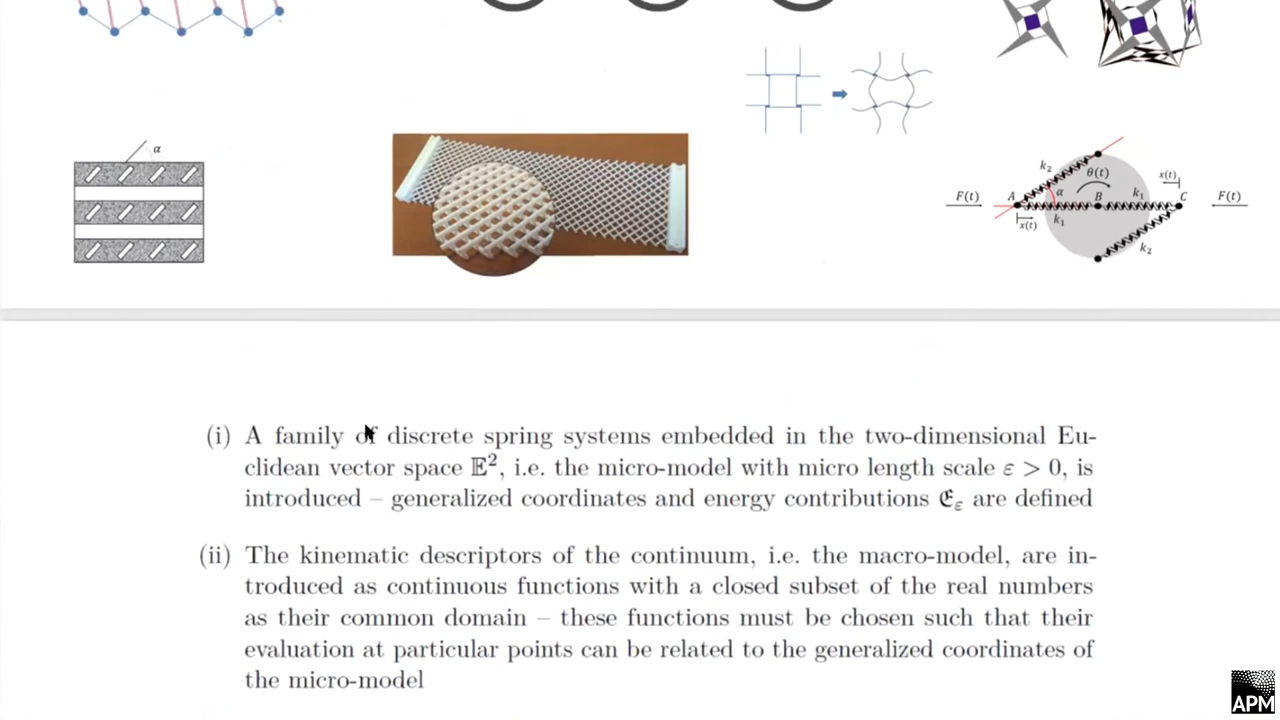 α
k₂
θ(t)
x(t)
F(t)
A
α
B
k₁
C
F(t)
x(t)
k₁
k₂
(i) A family of discrete spring systems embedded in the two-dimensional Eu-
clidean vector space 𝔼², i.e. the micro-model with micro length scale ε > 0, is
introduced – generalized coordinates and energy contributions 𝕰_ε are defined
(ii) The kinematic descriptors of the continuum, i.e. the macro-model, are in-
troduced as continuous functions with a closed subset of the real numbers
as their common domain – these functions must be chosen such that their
evaluation at particular points can be related to the generalized coordinates of
the micro-model
APM